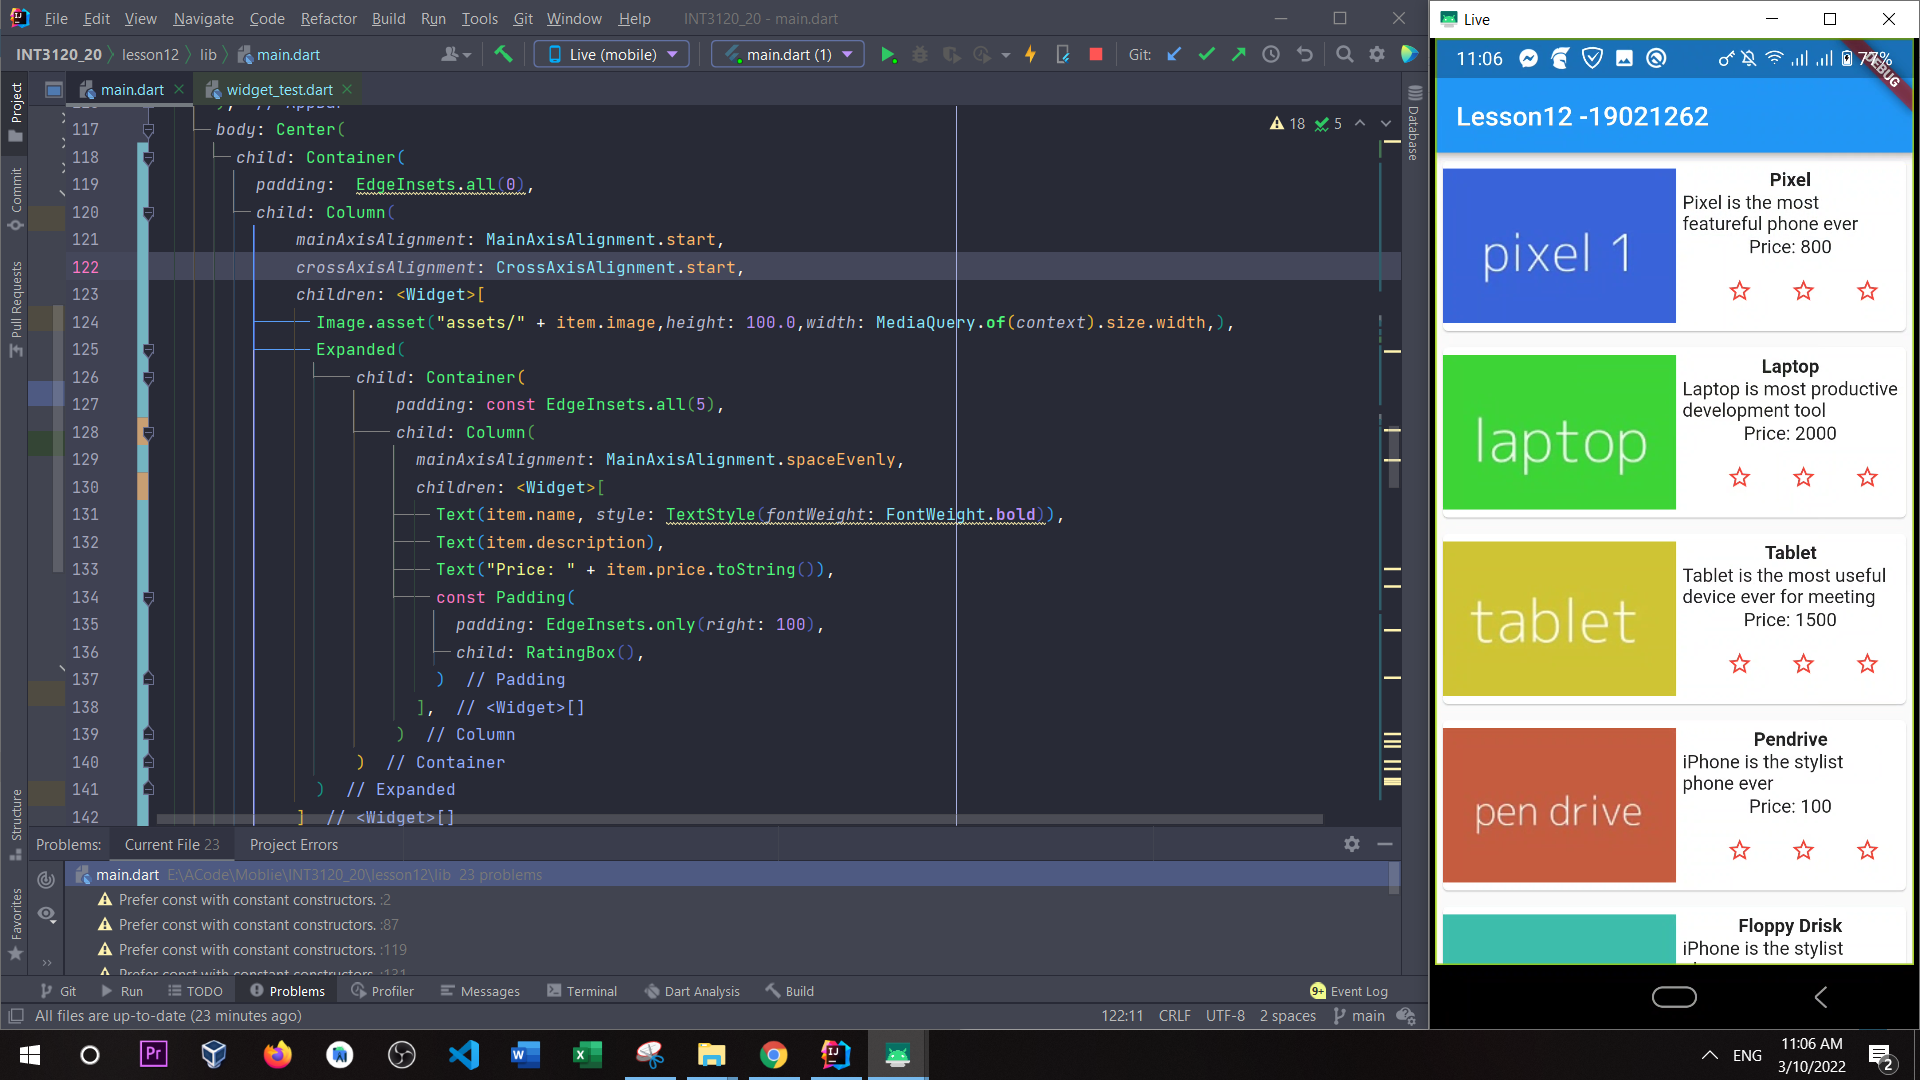 File Edit View Navigate Code Refactor Build Run Tools Git Window Help INT3120_20 - main.dart
INT3120_20 lesson12 lib main.dart Live (mobile) main.dart (1) Git:
main.dart widget_test.dart
Project
Commit
Pull Requests
Structure
Favorites
Database
18 5
117 body: Center(
118 child: Container(
119 padding: EdgeInsets.all(0),
120 child: Column(
121 mainAxisAlignment: MainAxisAlignment.start,
122 crossAxisAlignment: CrossAxisAlignment.start,
123 children: <Widget>[
124 Image.asset("assets/" + item.image,height: 100.0,width: MediaQuery.of(context).size.width,),
125 Expanded(
126 child: Container(
127 padding: const EdgeInsets.all(5),
128 child: Column(
129 mainAxisAlignment: MainAxisAlignment.spaceEvenly,
130 children: <Widget>[
131 Text(item.name, style: TextStyle(fontWeight: FontWeight.bold)),
132 Text(item.description),
133 Text("Price: " + item.price.toString()),
134 const Padding(
135 padding: EdgeInsets.only(right: 100),
136 child: RatingBox(),
137 ) // Padding
138 ], // <Widget>[]
139 ) // Column
140 ) // Container
141 ) // Expanded
142 ] // <Widget>[]
Problems: Current File 23 Project Errors
main.dart E:\ACode\Moblie\INT3120_20\lesson12\lib 23 problems
Prefer const with constant constructors. :2
Prefer const with constant constructors. :87
Prefer const with constant constructors. :119
Prefer const with constant constructors. :131
Git Run TODO Problems Profiler Messages Terminal Dart Analysis Build 9+ Event Log
All files are up-to-date (23 minutes ago) 122:11 CRLF UTF-8 2 spaces main
Live
11:06 77%
DEBUG
Lesson12 -19021262
pixel 1
Pixel
Pixel is the most
featureful phone ever
Price: 800
laptop
Laptop
Laptop is most productive
development tool
Price: 2000
tablet
Tablet
Tablet is the most useful
device ever for meeting
Price: 1500
pen drive
Pendrive
iPhone is the stylist
phone ever
Price: 100
Floppy Drisk
iPhone is the stylist
Pr
ENG
11:06 AM
3/10/2022
2